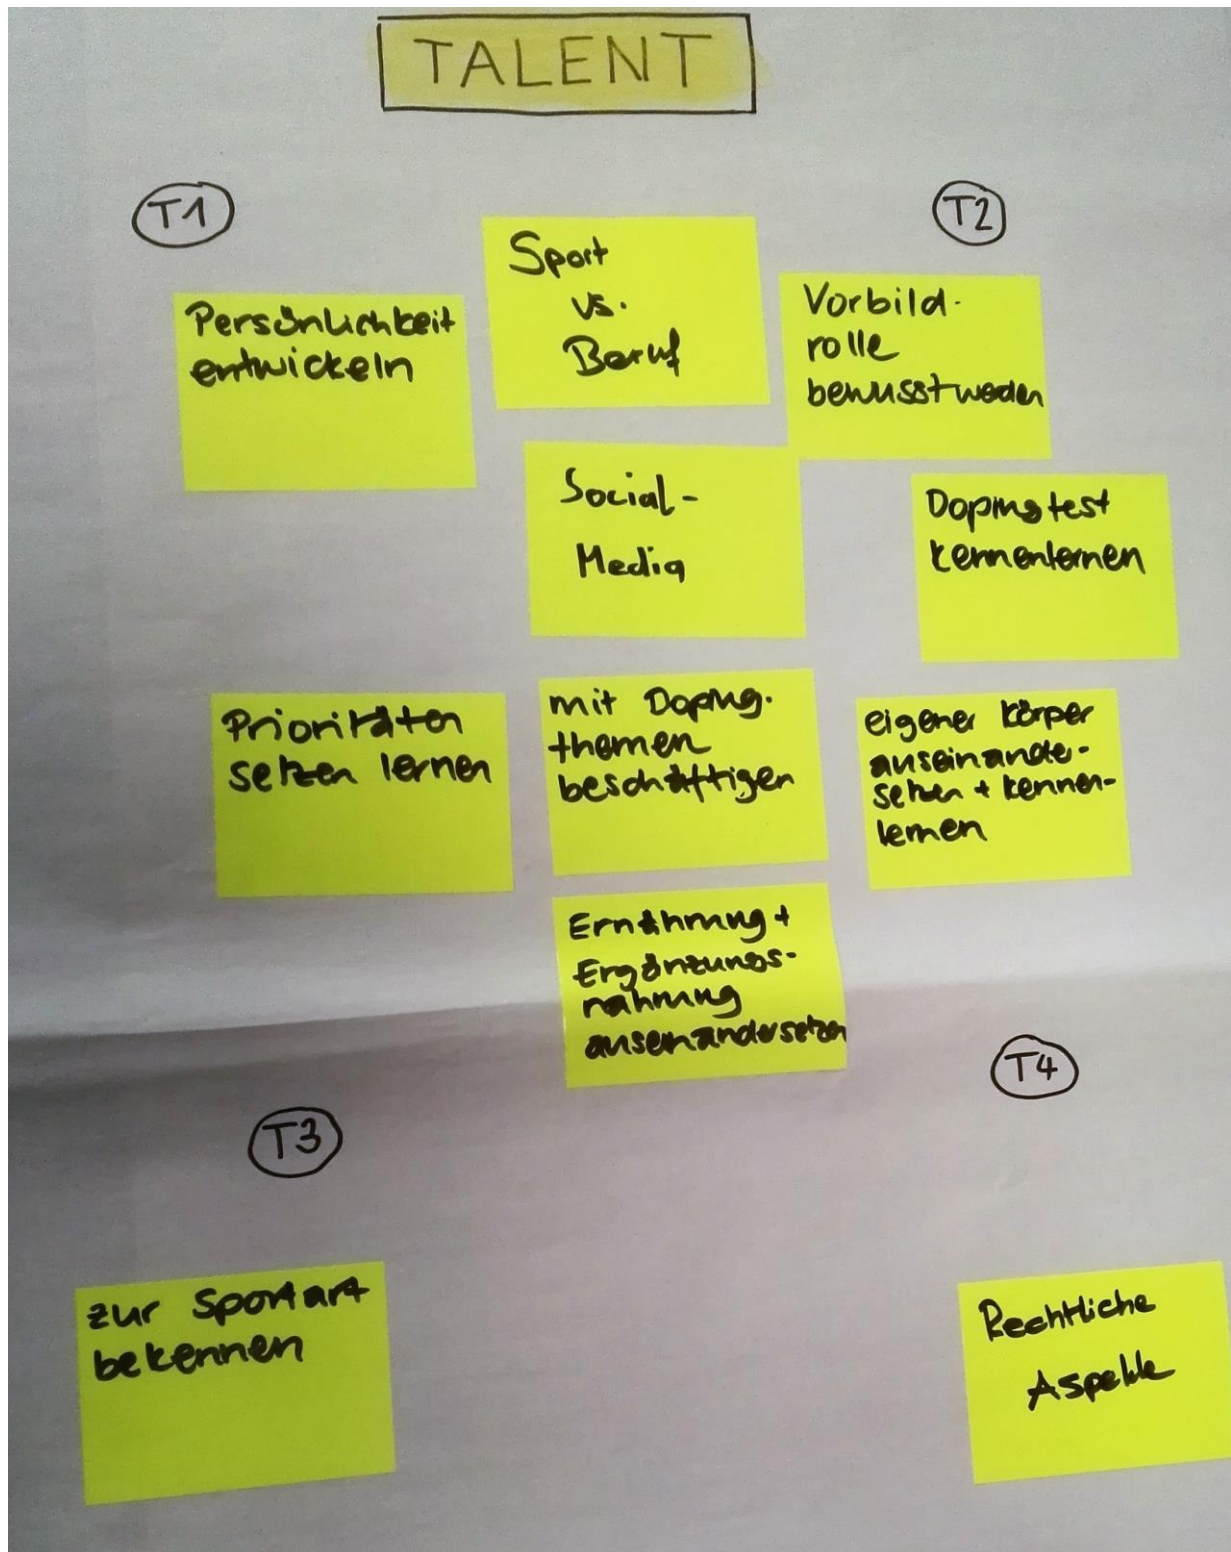 TALENT
T1
T2
Persönlichkeit
entwickeln
Sport
vs.
Beruf
Vorbild-
rolle
bewusst werden
Social-
Media
Dopingtest
kennenlernen
Prioritäten
setzen lernen
mit Doping-
themen
beschäftigen
eigener Körper
auseinander-
setzen + kennen-
lernen
Ernährung +
Ergänzungs-
nahrung
auseinandersetzen
T3
T4
zur Sportart
bekennen
Rechtliche
Aspekte